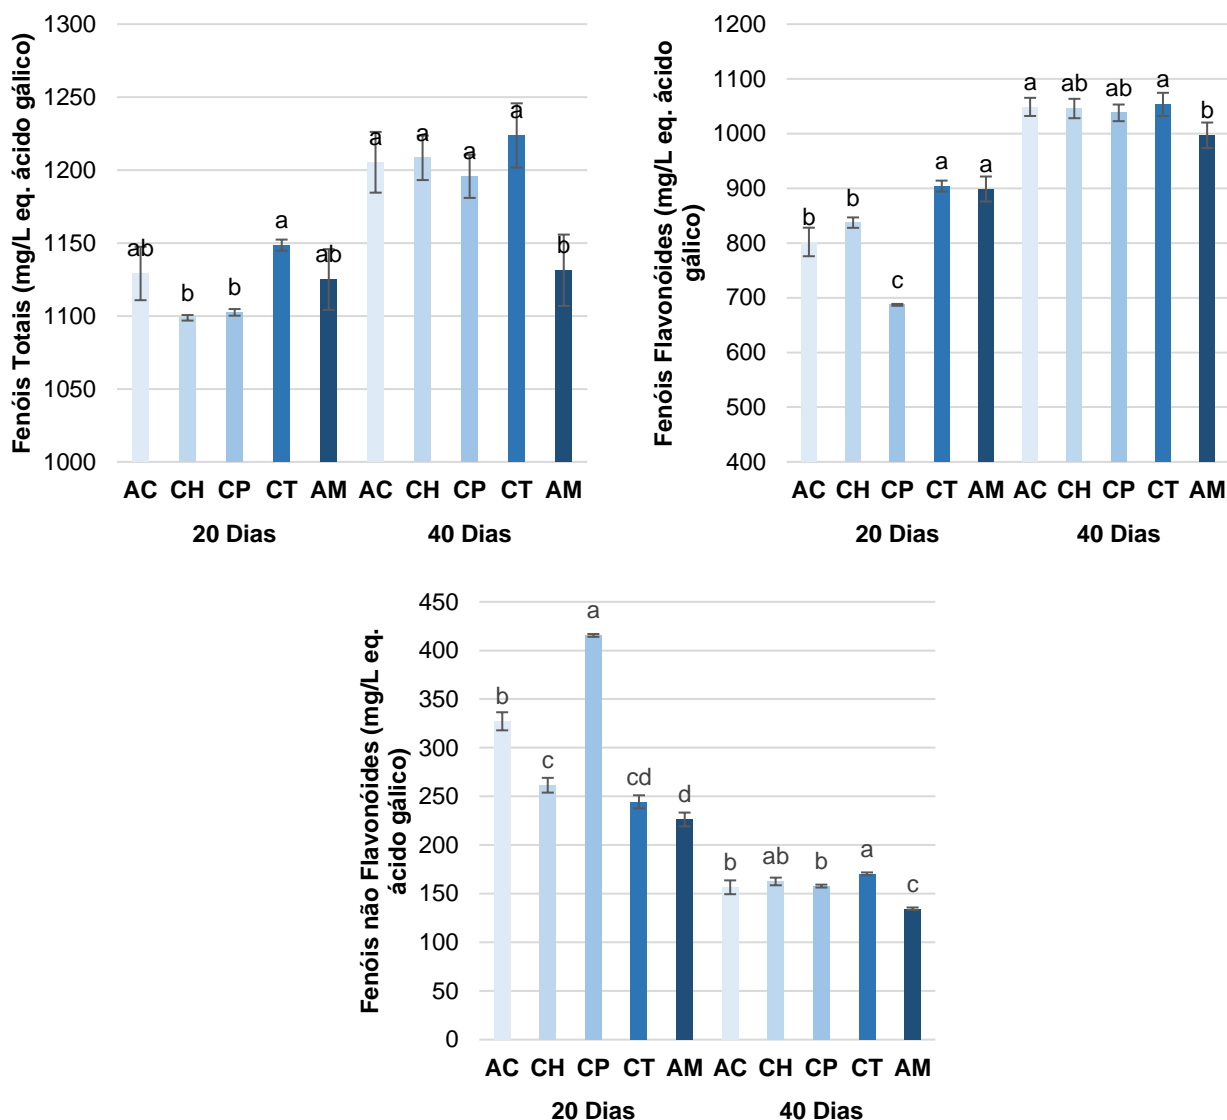 Fenóis Totais (mg/L eq. ácido gálico)
1300
1250
1200
1150
1100
1050
1000
ab
b
b
a
ab
a
a
a
a
b
AC CH CP CT AM AC CH CP CT AM
20 Dias 40 Dias
Fenóis Flavonóides (mg/L eq. ácido
gálico)
1200
1100
1000
900
800
700
600
500
400
b
b
c
a
a
a
ab
ab
a
b
AC CH CP CT AM AC CH CP CT AM
20 Dias 40 Dias
Fenóis não Flavonóides (mg/L eq.
ácido gálico)
450
400
350
300
250
200
150
100
50
0
b
c
a
cd
d
b
ab
b
a
c
AC CH CP CT AM AC CH CP CT AM
20 Dias 40 Dias